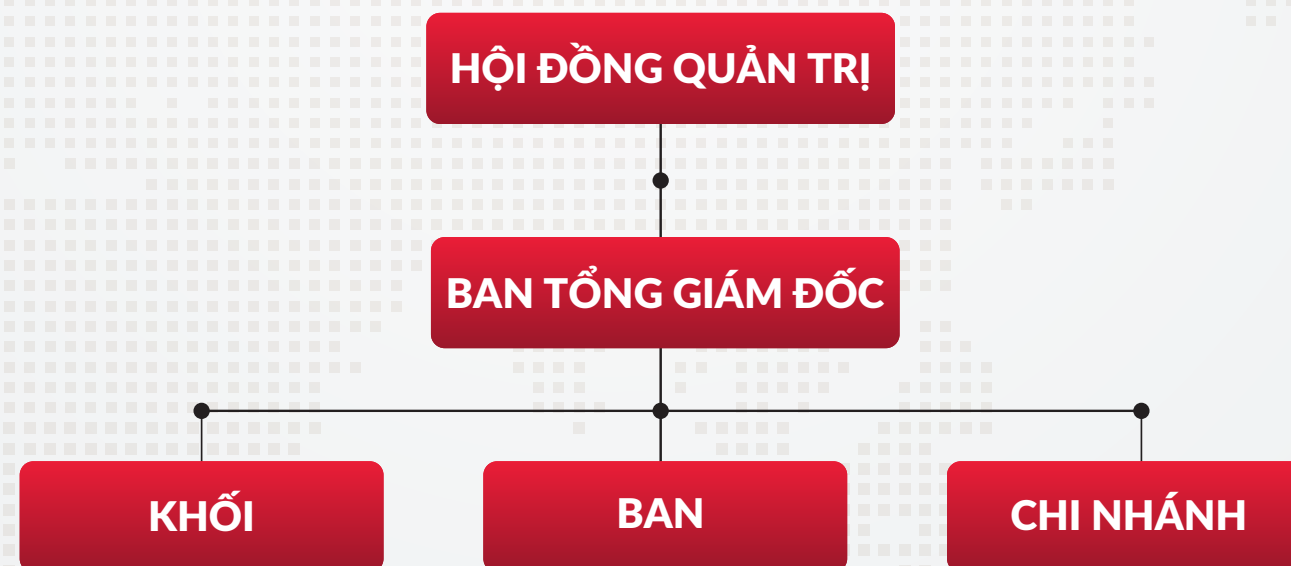 HỘI ĐỒNG QUẢN TRỊ
BAN TỔNG GIÁM ĐỐC
KHỐI
BAN
CHI NHÁNH